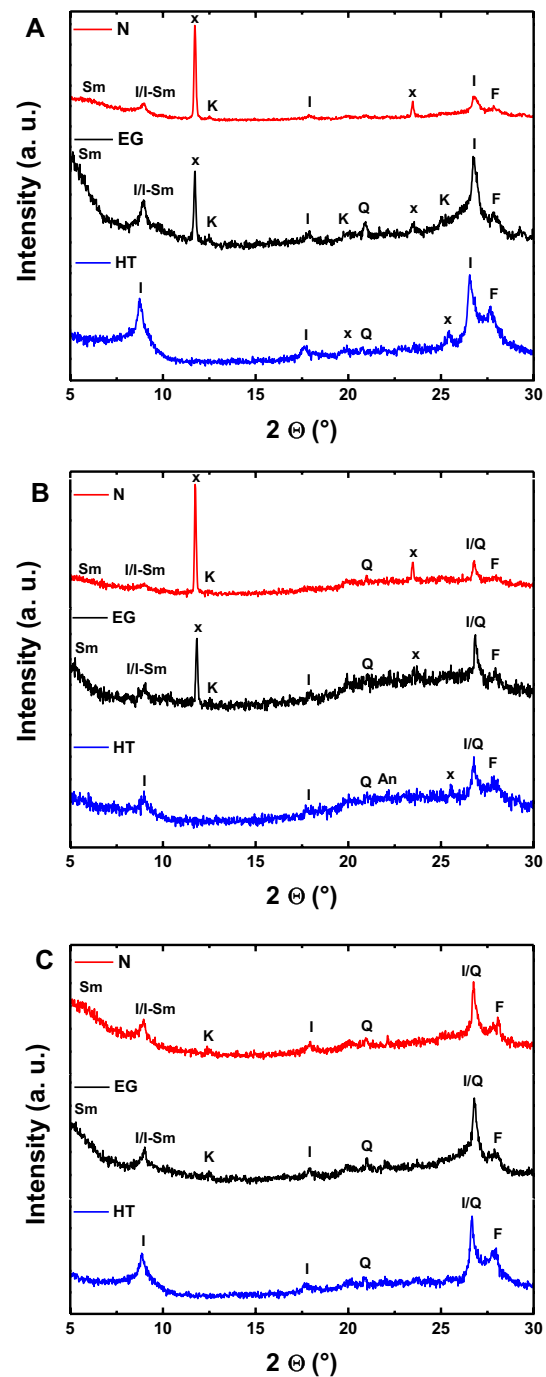 A
N
x
Sm
I/I-Sm
K
I
x
I
F
EG
Sm
I/I-Sm
x
K
I
K
Q
x
K
I
F
HT
I
I
x
Q
x
I
F
Intensity (a. u.)
5 10 15 20 25 30
2 Θ (°)
B
x
N
Sm
I/I-Sm
K
Q
x
I/Q
F
EG
Sm
I/I-Sm
x
K
I
Q
x
I/Q
F
HT
I
I
Q
An
x
I/Q
F
Intensity (a. u.)
5 10 15 20 25 30
2 Θ (°)
C
N
Sm
I/I-Sm
K
I
Q
I/Q
F
EG
Sm
I/I-Sm
K
I
Q
I/Q
F
HT
I
I
Q
I/Q
F
Intensity (a. u.)
5 10 15 20 25 30
2 Θ (°)